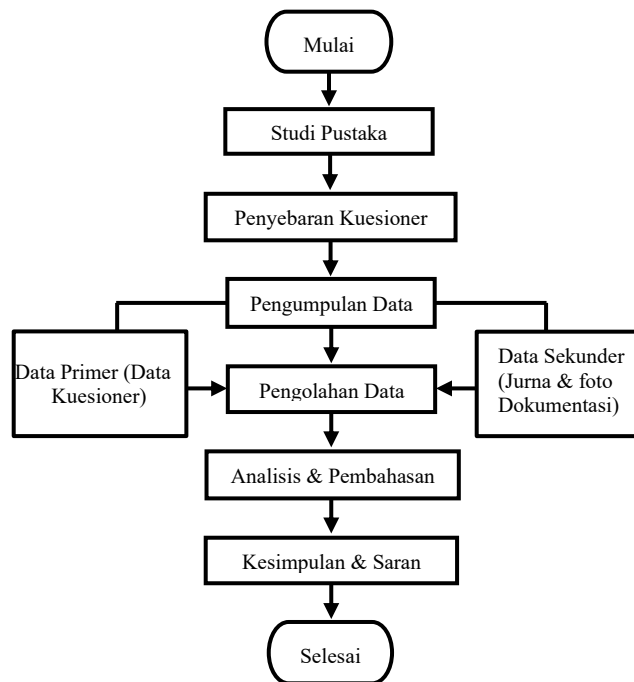 Mulai
Studi Pustaka
Penyebaran Kuesioner
Pengumpulan Data
Data Primer (Data
Kuesioner)
Pengolahan Data
Data Sekunder
(Jurna & foto
Dokumentasi)
Analisis & Pembahasan
Kesimpulan & Saran
Selesai